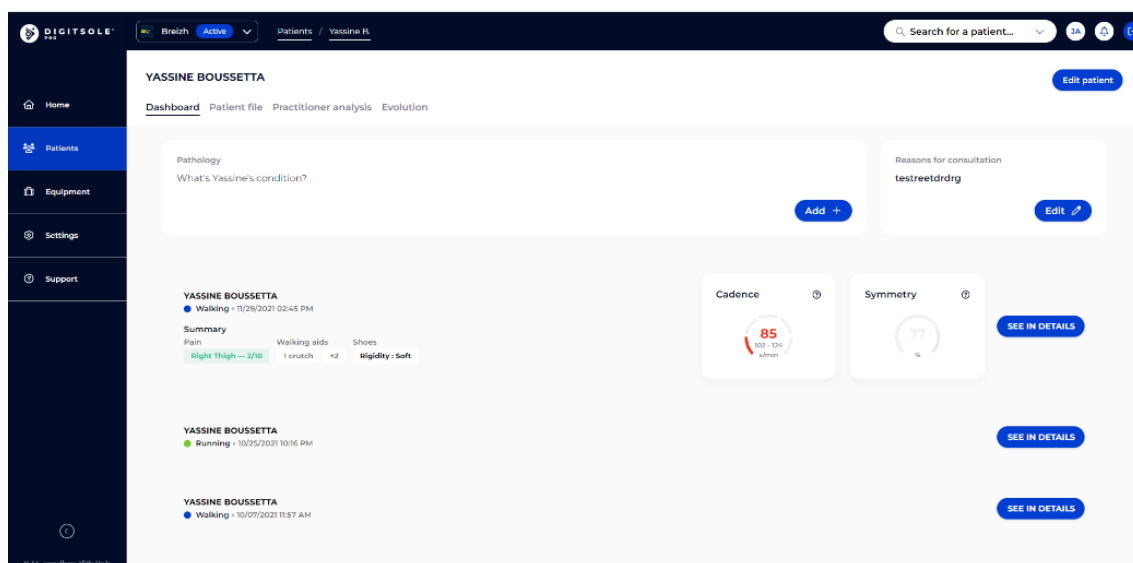 DIGITSOLE
PRO
Breizh Active
Patients / Yassine B.
Search for a patient...
JA
YASSINE BOUSSETTA
Edit patient
Home
Dashboard Patient file Practitioner analysis Evolution
Patients
Pathology
What's Yassine's condition?
Add +
Reasons for consultation
testreetdrdrg
Edit
Equipment
Settings
Support
YASSINE BOUSSETTA
Walking • 11/29/2021 02:45 PM
Summary
Pain Walking aids Shoes
Right Thigh — 2/10 1 crutch +2 Rigidity : Soft
Cadence
85
102 - 124
s/min
Symmetry
77
%
SEE IN DETAILS
YASSINE BOUSSETTA
Running • 10/25/2021 10:16 PM
SEE IN DETAILS
YASSINE BOUSSETTA
Walking • 10/07/2021 11:57 AM
SEE IN DETAILS